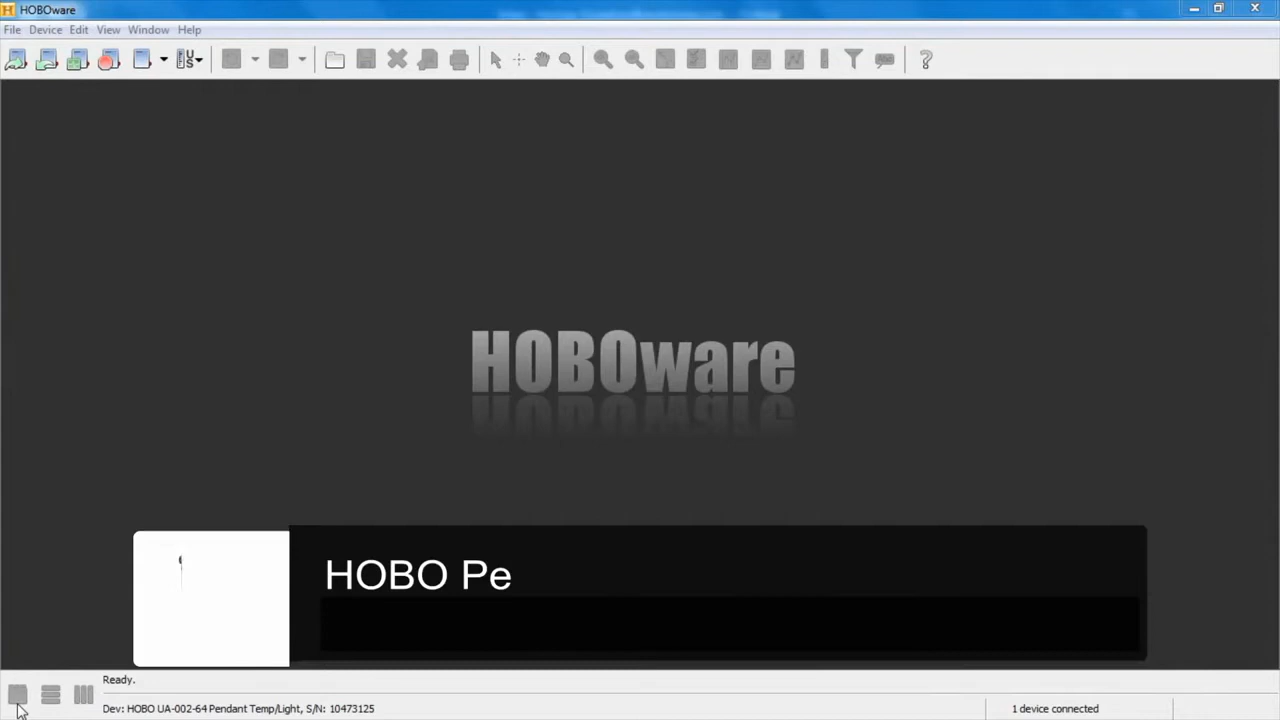 HOBOware
File Device Edit View Window Help
HOBOware
HOBO Pe
Ready.
Dev: HOBO UA-002-64 Pendant Temp/Light, S/N: 10473125
1 device connected